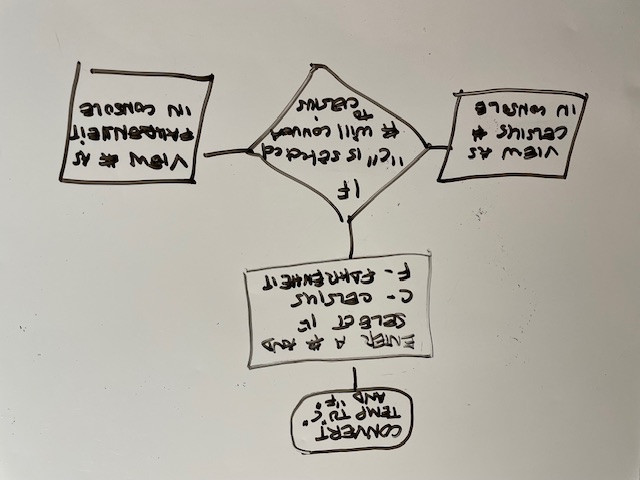 CONVERT
TEMP TO "C"
AND "F"
ENTER A # AND
SELECT IF
C - CELSIUS
F - FAHRENHEIT
IF
"C" is selected
# will convert
to CELSIUS
VIEW AS
CELSIUS #
IN CONSOLE
VIEW # AS
FAHRENHEIT
IN CONSOLE